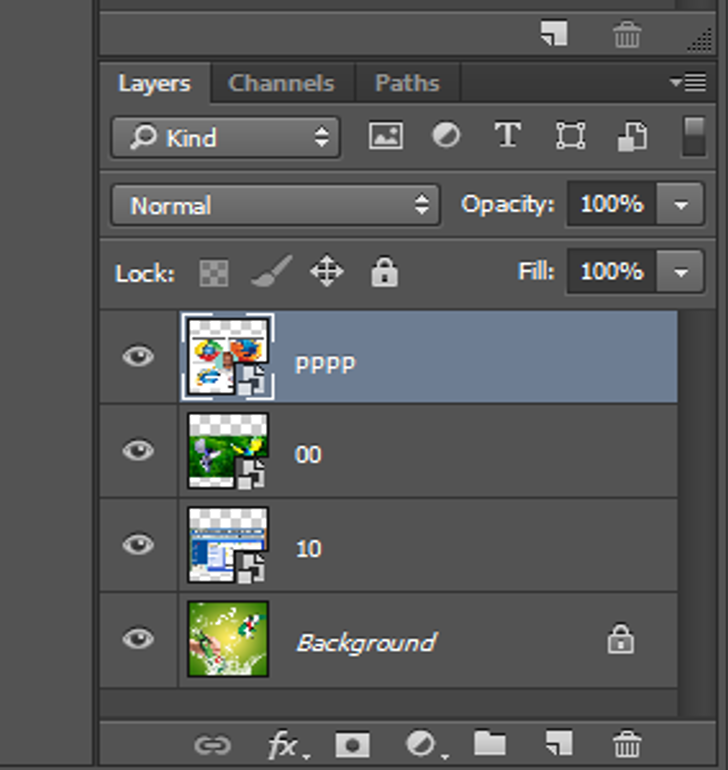 Layers Channels Paths
Kind T
Normal Opacity: 100%
Lock: Fill: 100%
pppp
00
10
Background
fx